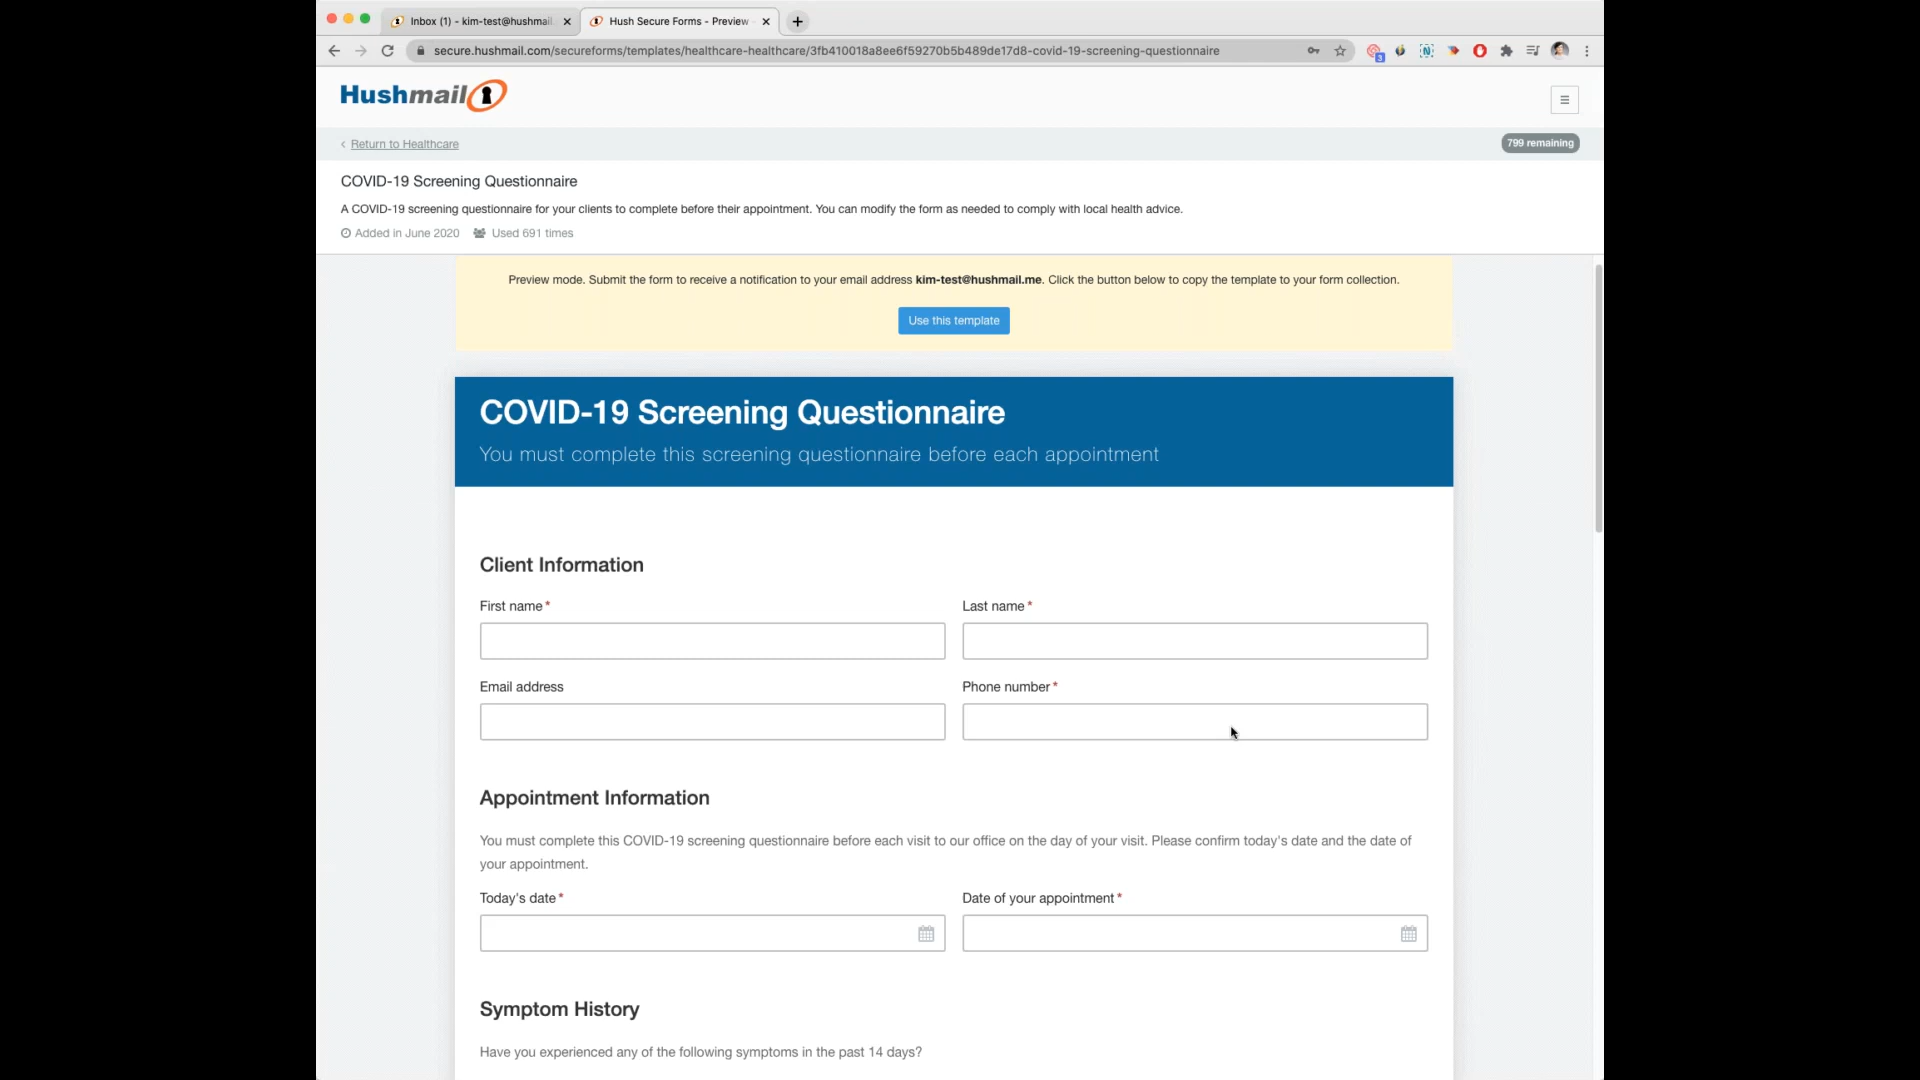 Inbox (1) - kim-test@hushmail
Hush Secure Forms - Preview
secure.hushmail.com/secureforms/templates/healthcare-healthcare/3fb410018a8ee6f59270b5b489de17d8-covid-19-screening-questionnaire
3
N
Hushmail
Return to Healthcare
799 remaining
COVID-19 Screening Questionnaire
A COVID-19 screening questionnaire for your clients to complete before their appointment. You can modify the form as needed to comply with local health advice.
Added in June 2020 Used 691 times
Preview mode. Submit the form to receive a notification to your email address kim-test@hushmail.me. Click the button below to copy the template to your form collection.
Use this template
COVID-19 Screening Questionnaire
You must complete this screening questionnaire before each appointment
Client Information
First name* Last name*
Email address Phone number*
Appointment Information
You must complete this COVID-19 screening questionnaire before each visit to our office on the day of your visit. Please confirm today's date and the date of
your appointment.
Today's date* Date of your appointment*
Symptom History
Have you experienced any of the following symptoms in the past 14 days?